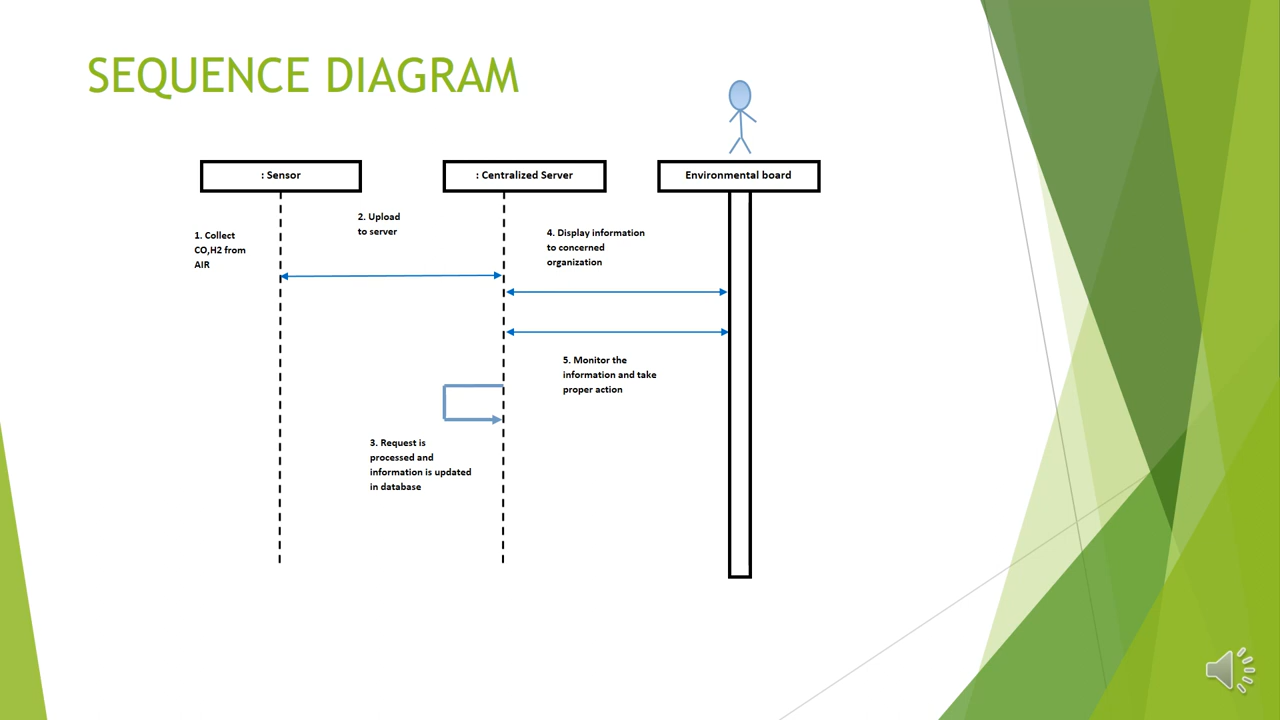 SEQUENCE DIAGRAM
: Sensor
: Centralized Server
Environmental board
1. Collect
CO,H2 from
AIR
2. Upload
to server
4. Display information
to concerned
organization
5. Monitor the
information and take
proper action
3. Request is
processed and
information is updated
in database